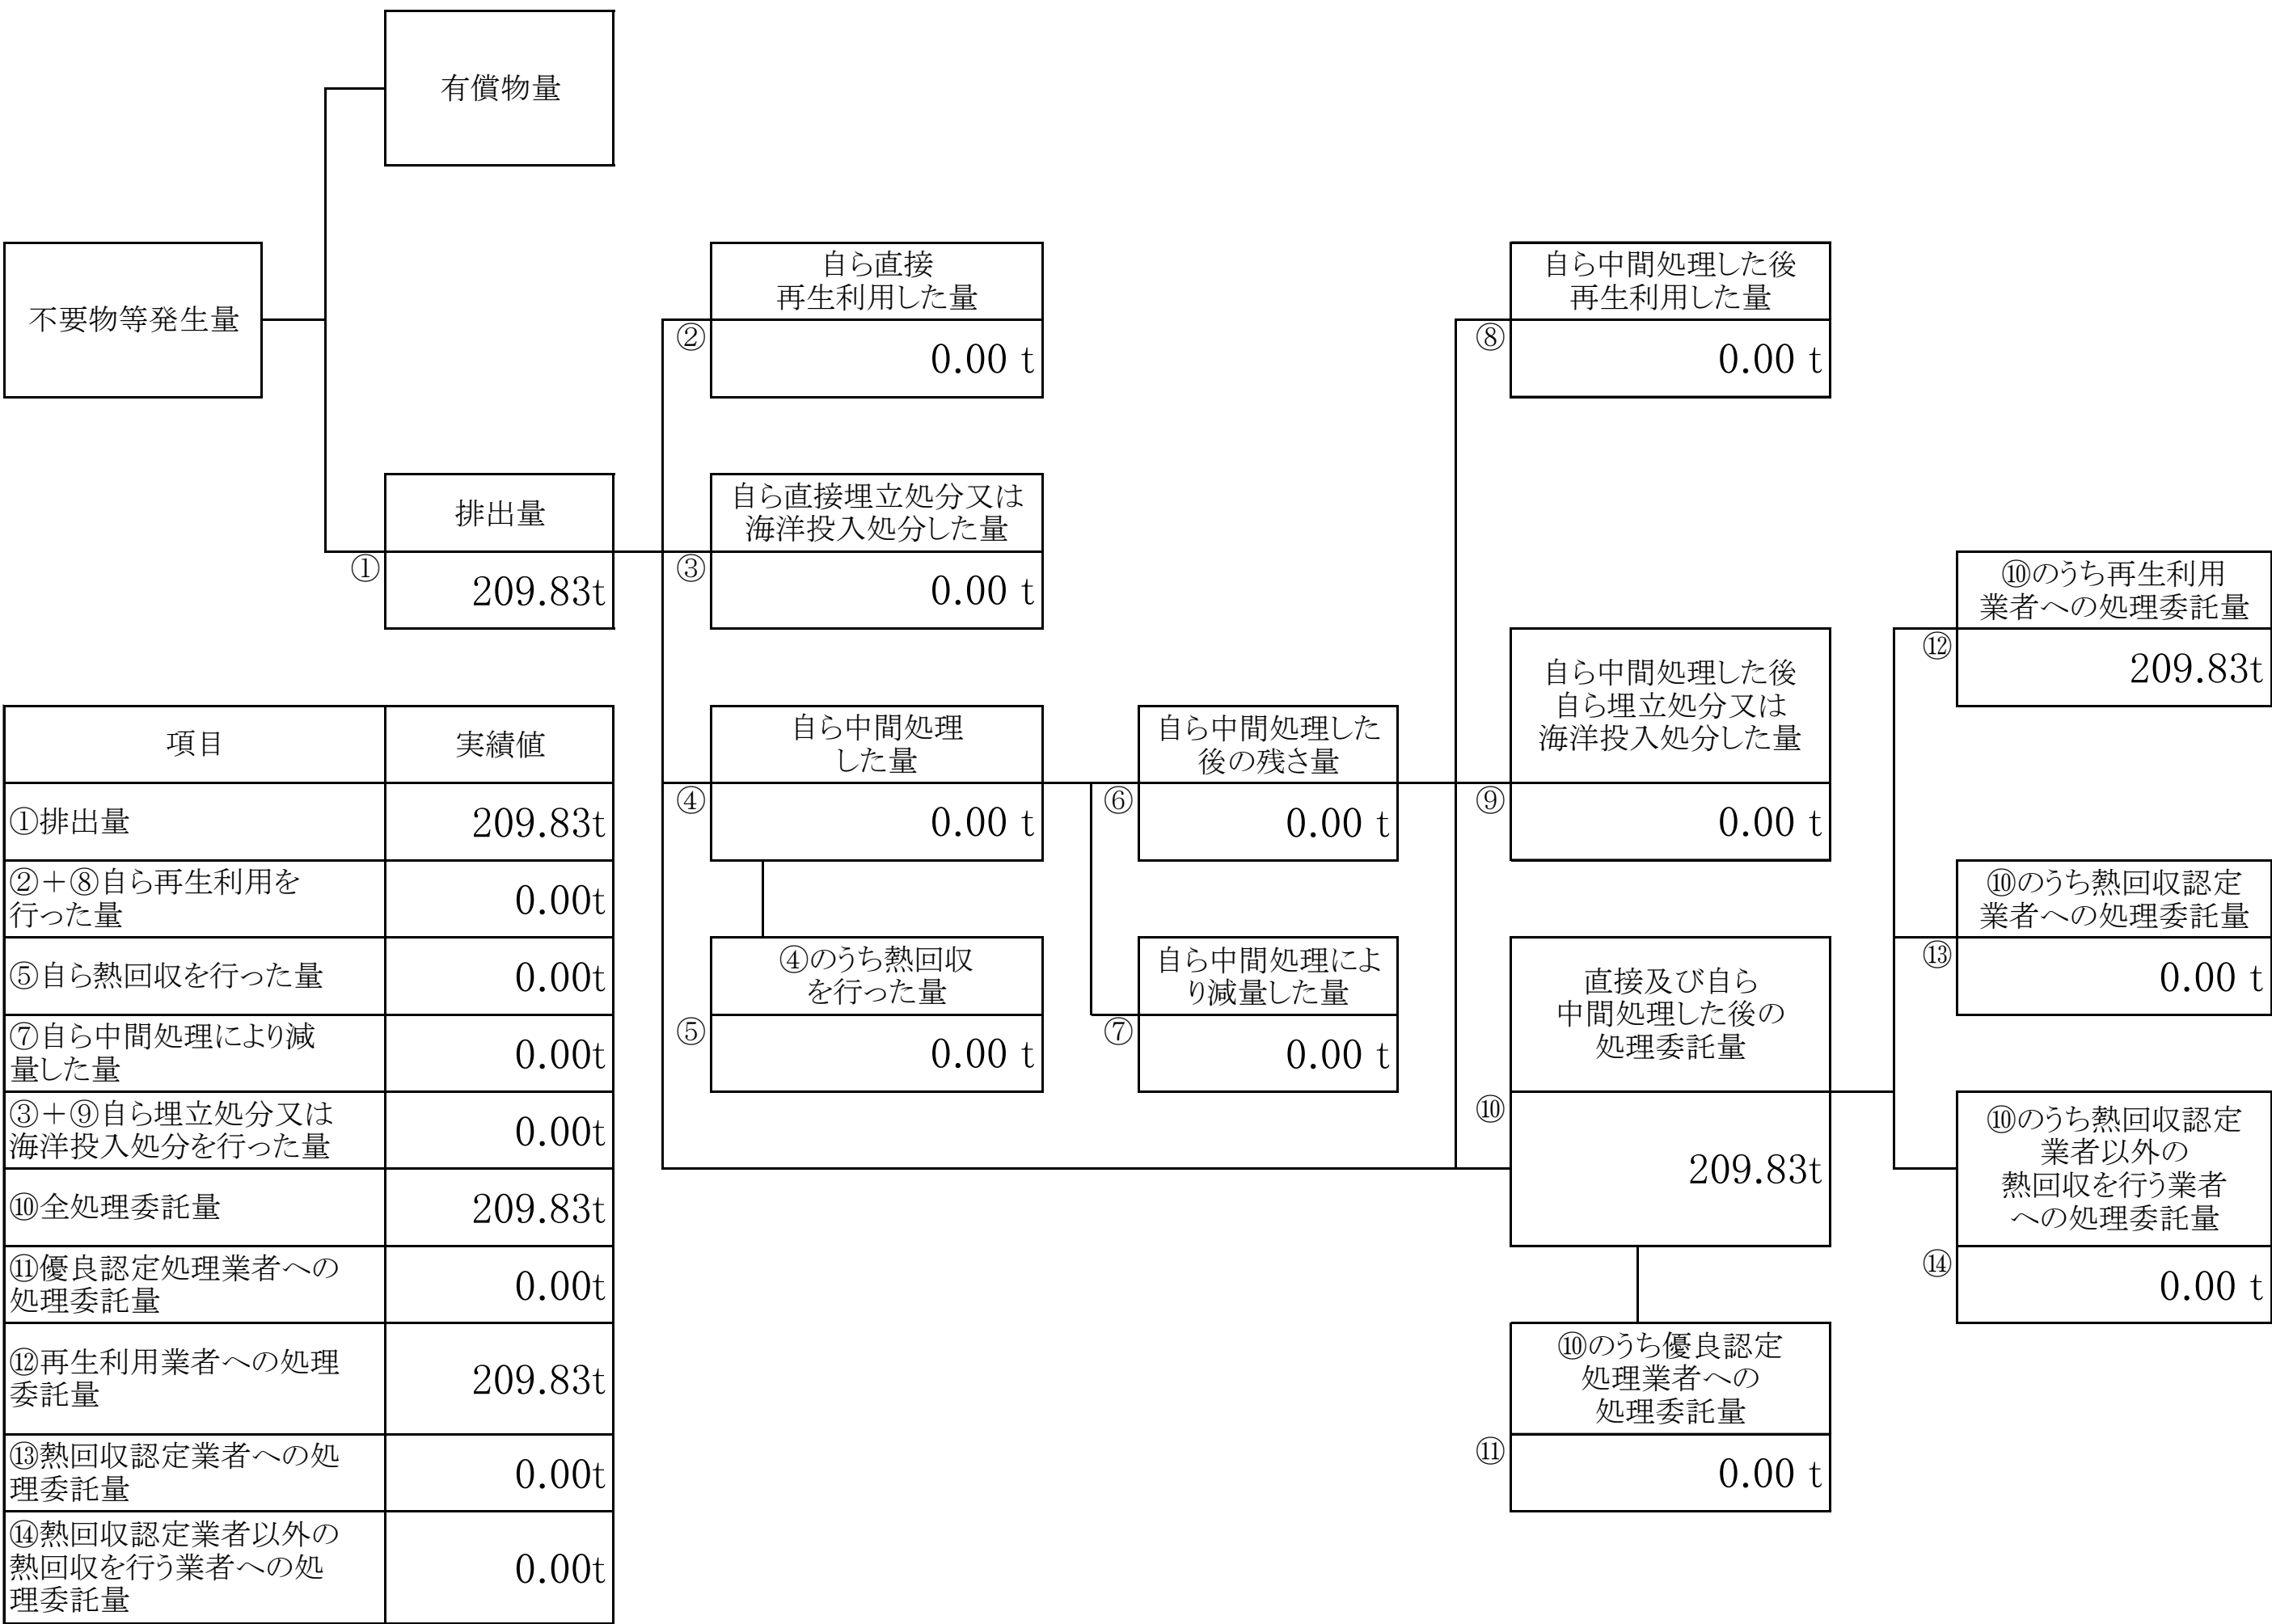 有償物量
不要物等発生量
自ら直接
再生利用した量
②
0.00 t
自ら中間処理した後
再生利用した量
⑧
0.00 t
排出量
①
209.83t
自ら直接埋立処分又は
海洋投入処分した量
③
0.00 t
⑩のうち再生利用
業者への処理委託量
⑫
209.83t
自ら中間処理した後
自ら埋立処分又は
海洋投入処分した量
⑨
0.00 t
自ら中間処理
した量
④
0.00 t
自ら中間処理した
後の残さ量
⑥
0.00 t
⑩のうち熱回収認定
業者への処理委託量
⑬
0.00 t
④のうち熱回収
を行った量
⑤
0.00 t
自ら中間処理によ
り減量した量
⑦
0.00 t
直接及び自ら
中間処理した後の
処理委託量
⑩
209.83t
⑩のうち熱回収認定
業者以外の
熱回収を行う業者
への処理委託量
⑭
0.00 t
⑩のうち優良認定
処理業者への
処理委託量
⑪
0.00 t
項目 実績値
①排出量 209.83t
②＋⑧自ら再生利用を
行った量 0.00t
⑤自ら熱回収を行った量 0.00t
⑦自ら中間処理により減
量した量 0.00t
③＋⑨自ら埋立処分又は
海洋投入処分を行った量 0.00t
⑩全処理委託量 209.83t
⑪優良認定処理業者への
処理委託量 0.00t
⑫再生利用業者への処理
委託量 209.83t
⑬熱回収認定業者への処
理委託量 0.00t
⑭熱回収認定業者以外の
熱回収を行う業者への処
理委託量 0.00t